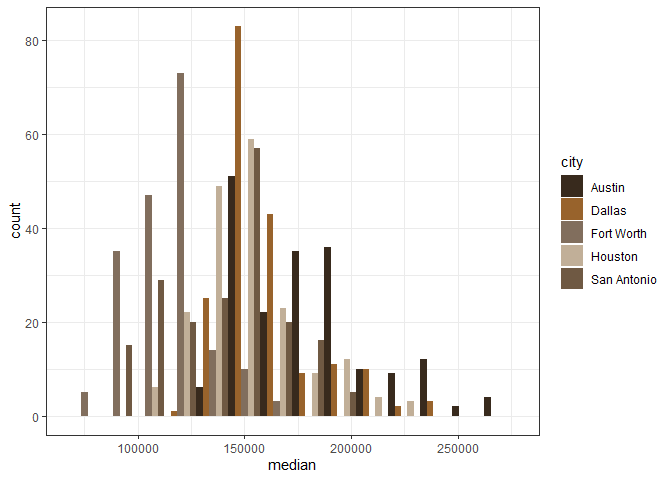 80
60
40
20
0
count
100000 150000 200000 250000
median
city
Austin
Dallas
Fort Worth
Houston
San Antonio